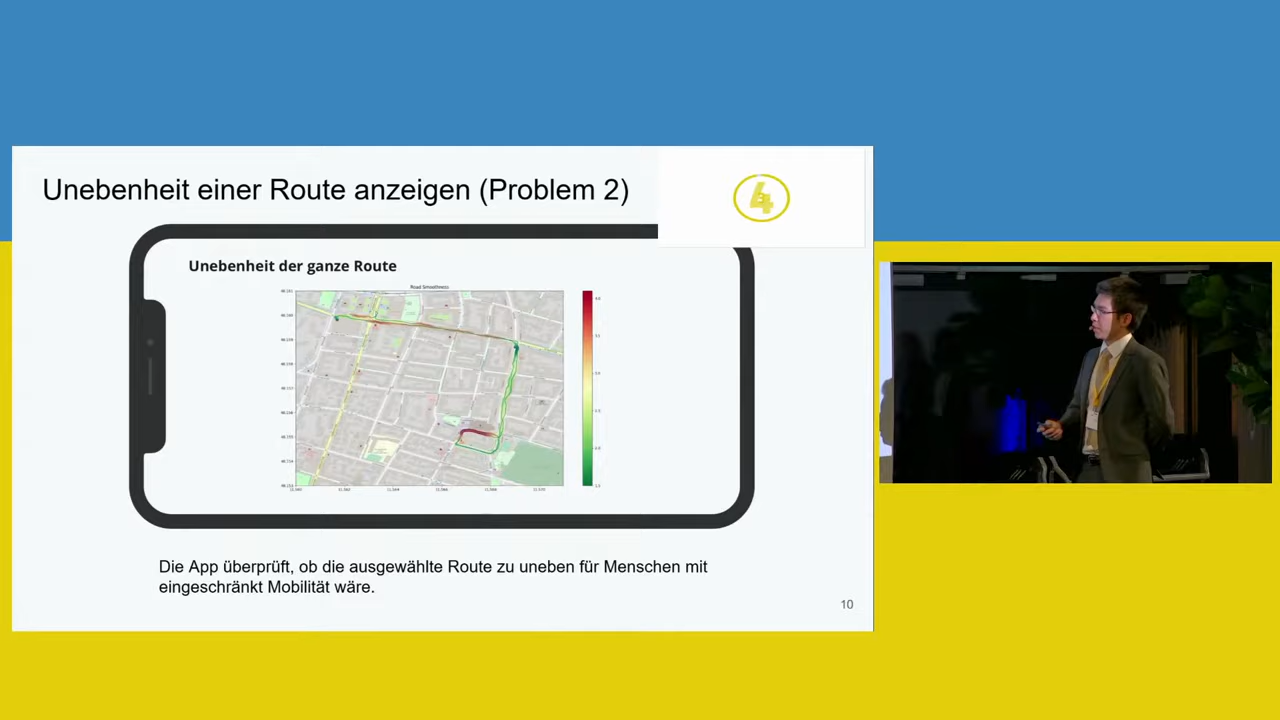 Unebenheit einer Route anzeigen (Problem 2)
4
Unebenheit der ganze Route
Road Smoothness
Die App überprüft, ob die ausgewählte Route zu uneben für Menschen mit
eingeschränkt Mobilität wäre.
10